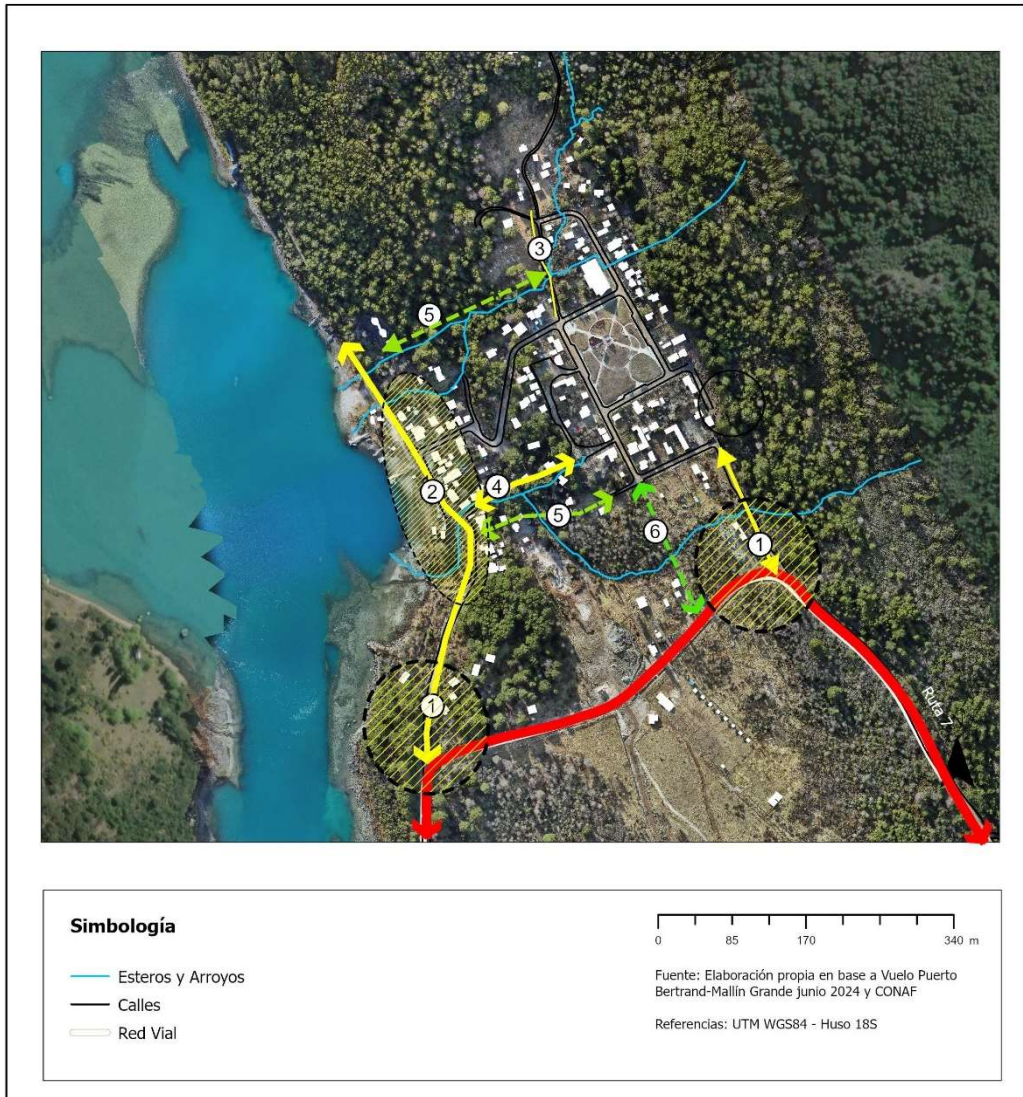 3
5
2
4
5
6
1
1
Ruta 7
Simbología
Esteros y Arroyos
Calles
Red Vial
0 85 170 340 m
Fuente: Elaboración propia en base a Vuelo Puerto
Bertrand-Mallín Grande junio 2024 y CONAF
Referencias: UTM WGS84 - Huso 18S